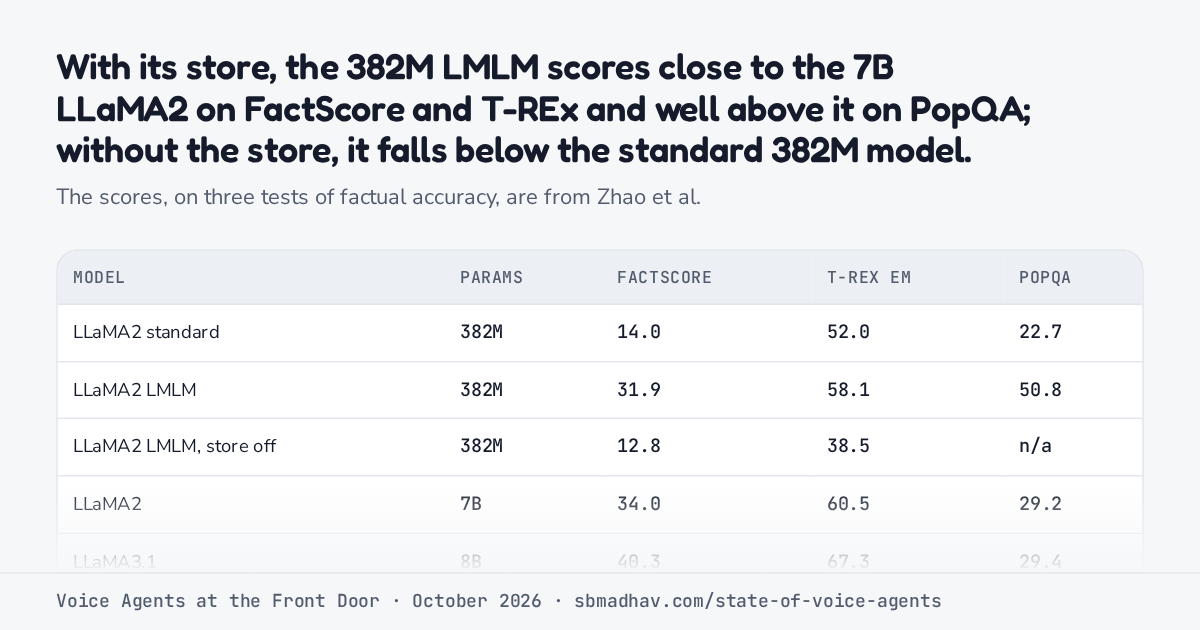 With its store, the 382M LMLM scores close to the 7B
LLaMA2 on FactScore and T-REx and well above it on PopQA;
without the store, it falls below the standard 382M model.
The scores, on three tests of factual accuracy, are from Zhao et al.
MODEL PARAMS FACTSCORE T-REX EM POPQA
LLaMA2 standard 382M 14.0 52.0 22.7
LLaMA2 LMLM 382M 31.9 58.1 50.8
LLaMA2 LMLM, store off 382M 12.8 38.5 n/a
LLaMA2 7B 34.0 60.5 29.2
LLaMA3.1 8B 40.3 67.3 29.4
Voice Agents at the Front Door · October 2026 · sbmadhav.com/state-of-voice-agents